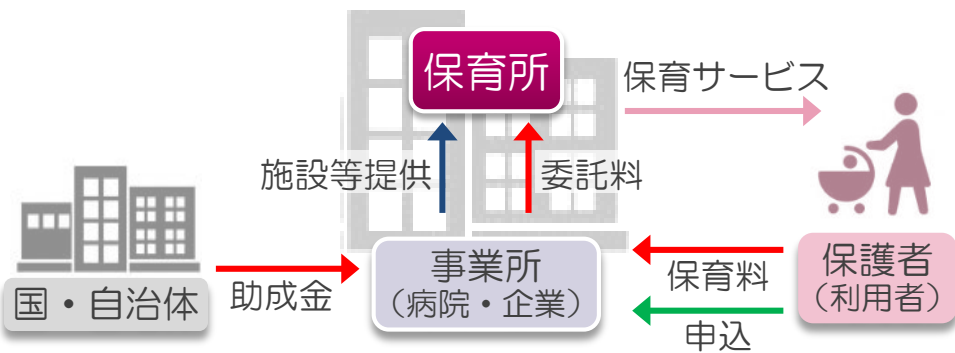 保育所
保育サービス
施設等提供
委託料
国・自治体
助成金
事業所
（病院・企業）
保育料
申込
保護者
（利用者）